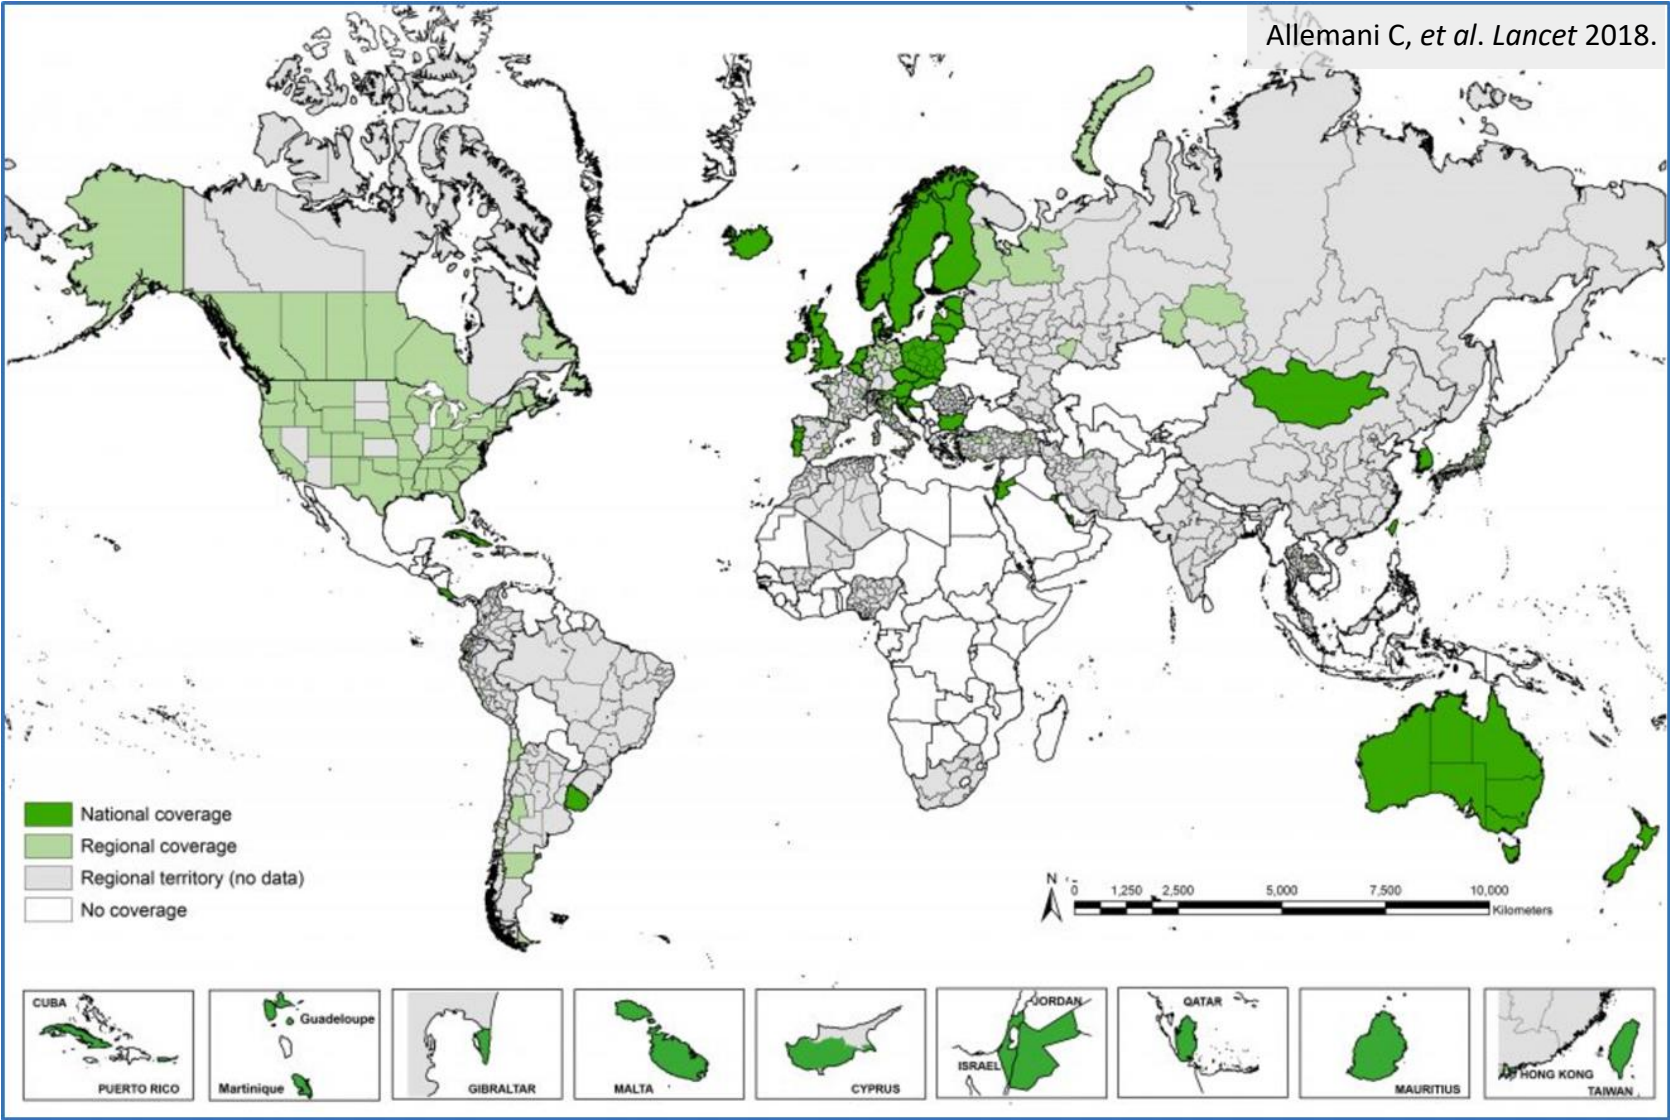 Allemani C, et al. Lancet 2018.
National coverage
Regional coverage
Regional territory (no data)
No coverage
N
0 1,250 2,500 5,000 7,500 10,000
Kilometers
CUBA
PUERTO RICO
Guadeloupe
Martinique
GIBRALTAR
MALTA
CYPRUS
JORDAN
ISRAEL
QATAR
MAURITIUS
HONG KONG
TAIWAN